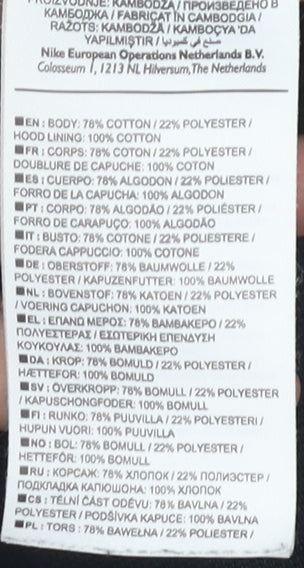 PROIZVODNJE: KAMBODŽA / ПРОИЗВЕДЕНО В
КАМБОДЖА / FABRICAT ÎN CAMBODGIA /
RAŽOTS: KAMBODŽĀ / KAMBOÇYA 'DA
YAPILMIŞTIR / صنع في كمبوديا
Nike European Operations Netherlands B.V.
Colosseum 1, 1213 NL Hilversum, The Netherlands
■EN : BODY: 78% COTTON / 22% POLYESTER /
HOOD LINING: 100% COTTON
■FR : CORPS: 78% COTON / 22% POLYESTER /
DOUBLURE DE CAPUCHE: 100% COTON
■ES : CUERPO: 78% ALGODON / 22% POLIESTER /
FORRO DE LA CAPUCHA: 100% ALGODON
■PT : CORPO: 78% ALGODÃO / 22% POLIÉSTER /
FORRO DE CARAPUÇO: 100% ALGODÃO
■IT : BUSTO: 78% COTONE / 22% POLIESTERE /
FODERA CAPPUCCIO: 100% COTONE
■DE : OBERSTOFF: 78% BAUMWOLLE / 22%
POLYESTER / KAPUZENFUTTER: 100% BAUMWOLLE
■NL : BOVENSTOF: 78% KATOEN / 22% POLYESTER
/ VOERING CAPUCHON: 100% KATOEN
■EL : ΕΠΑΝΩ ΜΕΡΟΣ: 78% ΒΑΜΒΑΚΕΡΟ / 22%
ΠΟΛΥΕΣΤΕΡΑΣ / ΕΣΩΤΕΡΙΚΗ ΕΠΕΝΔΥΣΗ
ΚΟΥΚΟΥΛΑΣ: 100% ΒΑΜΒΑΚΕΡΟ
■DA : KROP: 78% BOMULD / 22% POLYESTER /
HÆTTEFOR: 100% BOMULD
■SV : ÖVERKROPP: 78% BOMULL / 22% POLYESTER
/ KAPUSCHONGFODER: 100% BOMULL
■FI : RUNKO: 78% PUUVILLA / 22% POLYESTERI /
HUPUN VUORI: 100% PUUVILLA
■NO : BOL: 78% BOMULL / 22% POLYESTER /
HETTEFÔR: 100% BOMULL
■RU : КОРСАЖ: 78% ХЛОПОК / 22% ПОЛИЭСТЕР /
ПОДКЛАДКА КАПЮШОНА: 100% ХЛОПОК
■CS : TĚLNÍ ČÁST ODĚVU: 78% BAVLNA / 22%
POLYESTER / PODŠÍVKA KAPUCE: 100% BAVLNA
■PL : TORS : 78% BAWEŁNA / 22% POLIESTER /